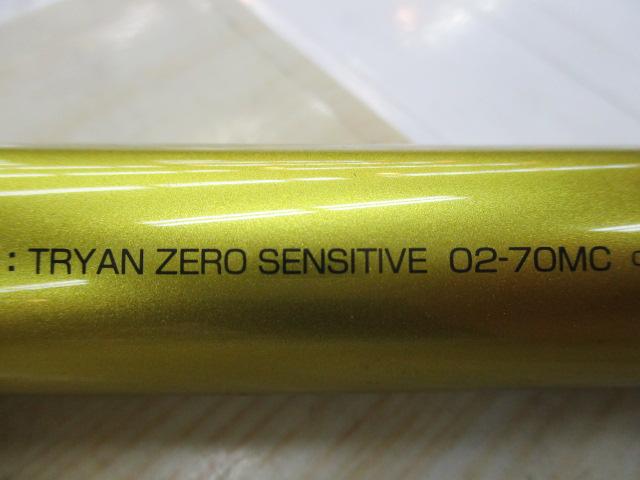 : TRYAN ZERO SENSITIVE 02-70MC